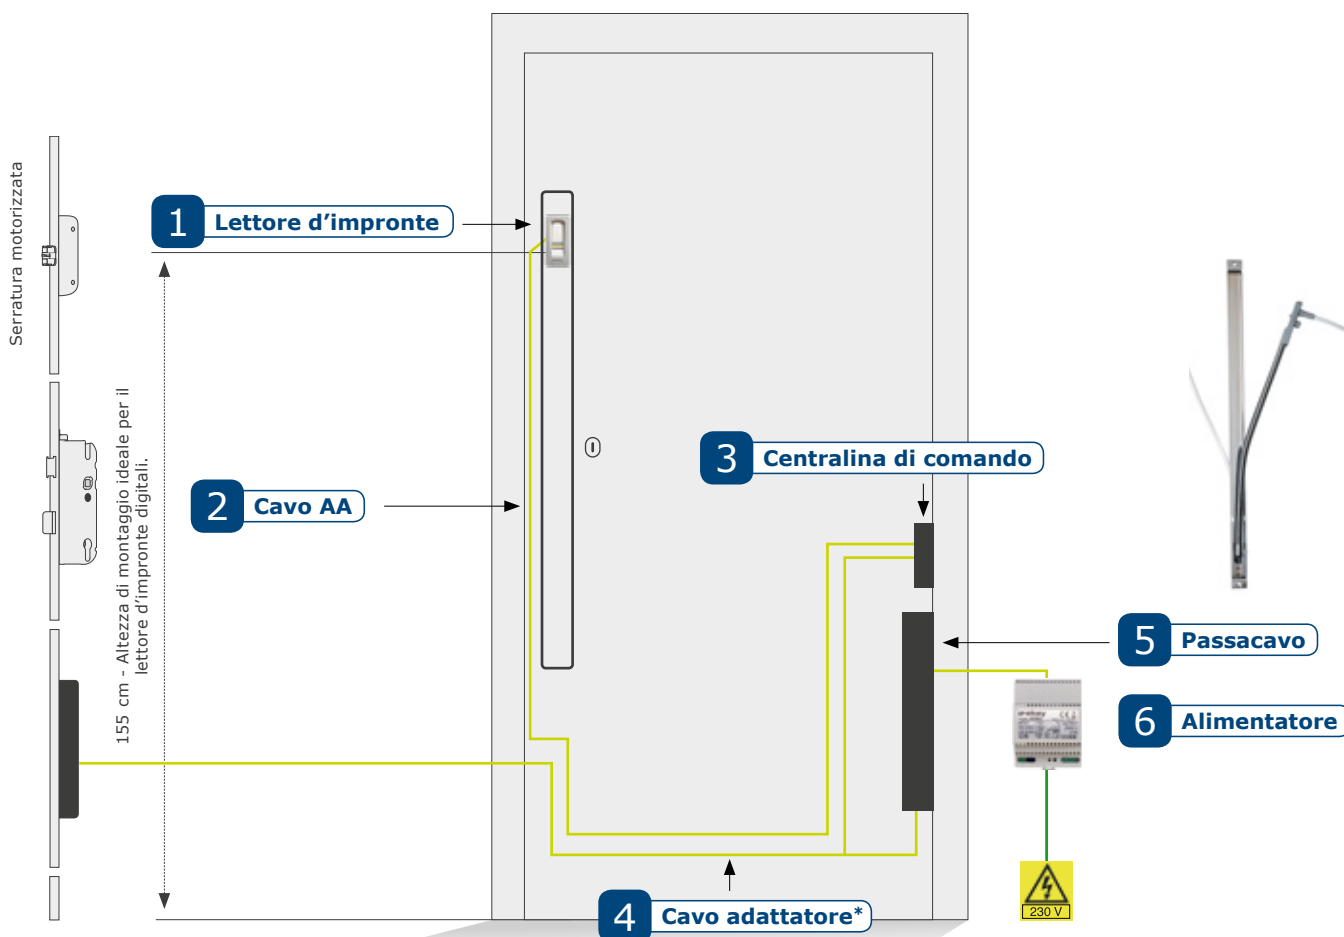 Serratura motorizzata
1 Lettore d’impronte
155 cm - Altezza di montaggio ideale per il
lettore d’impronte digitali.
2 Cavo AA
3 Centralina di comando
4 Cavo adattatore*
5 Passacavo
6 Alimentatore
230 V